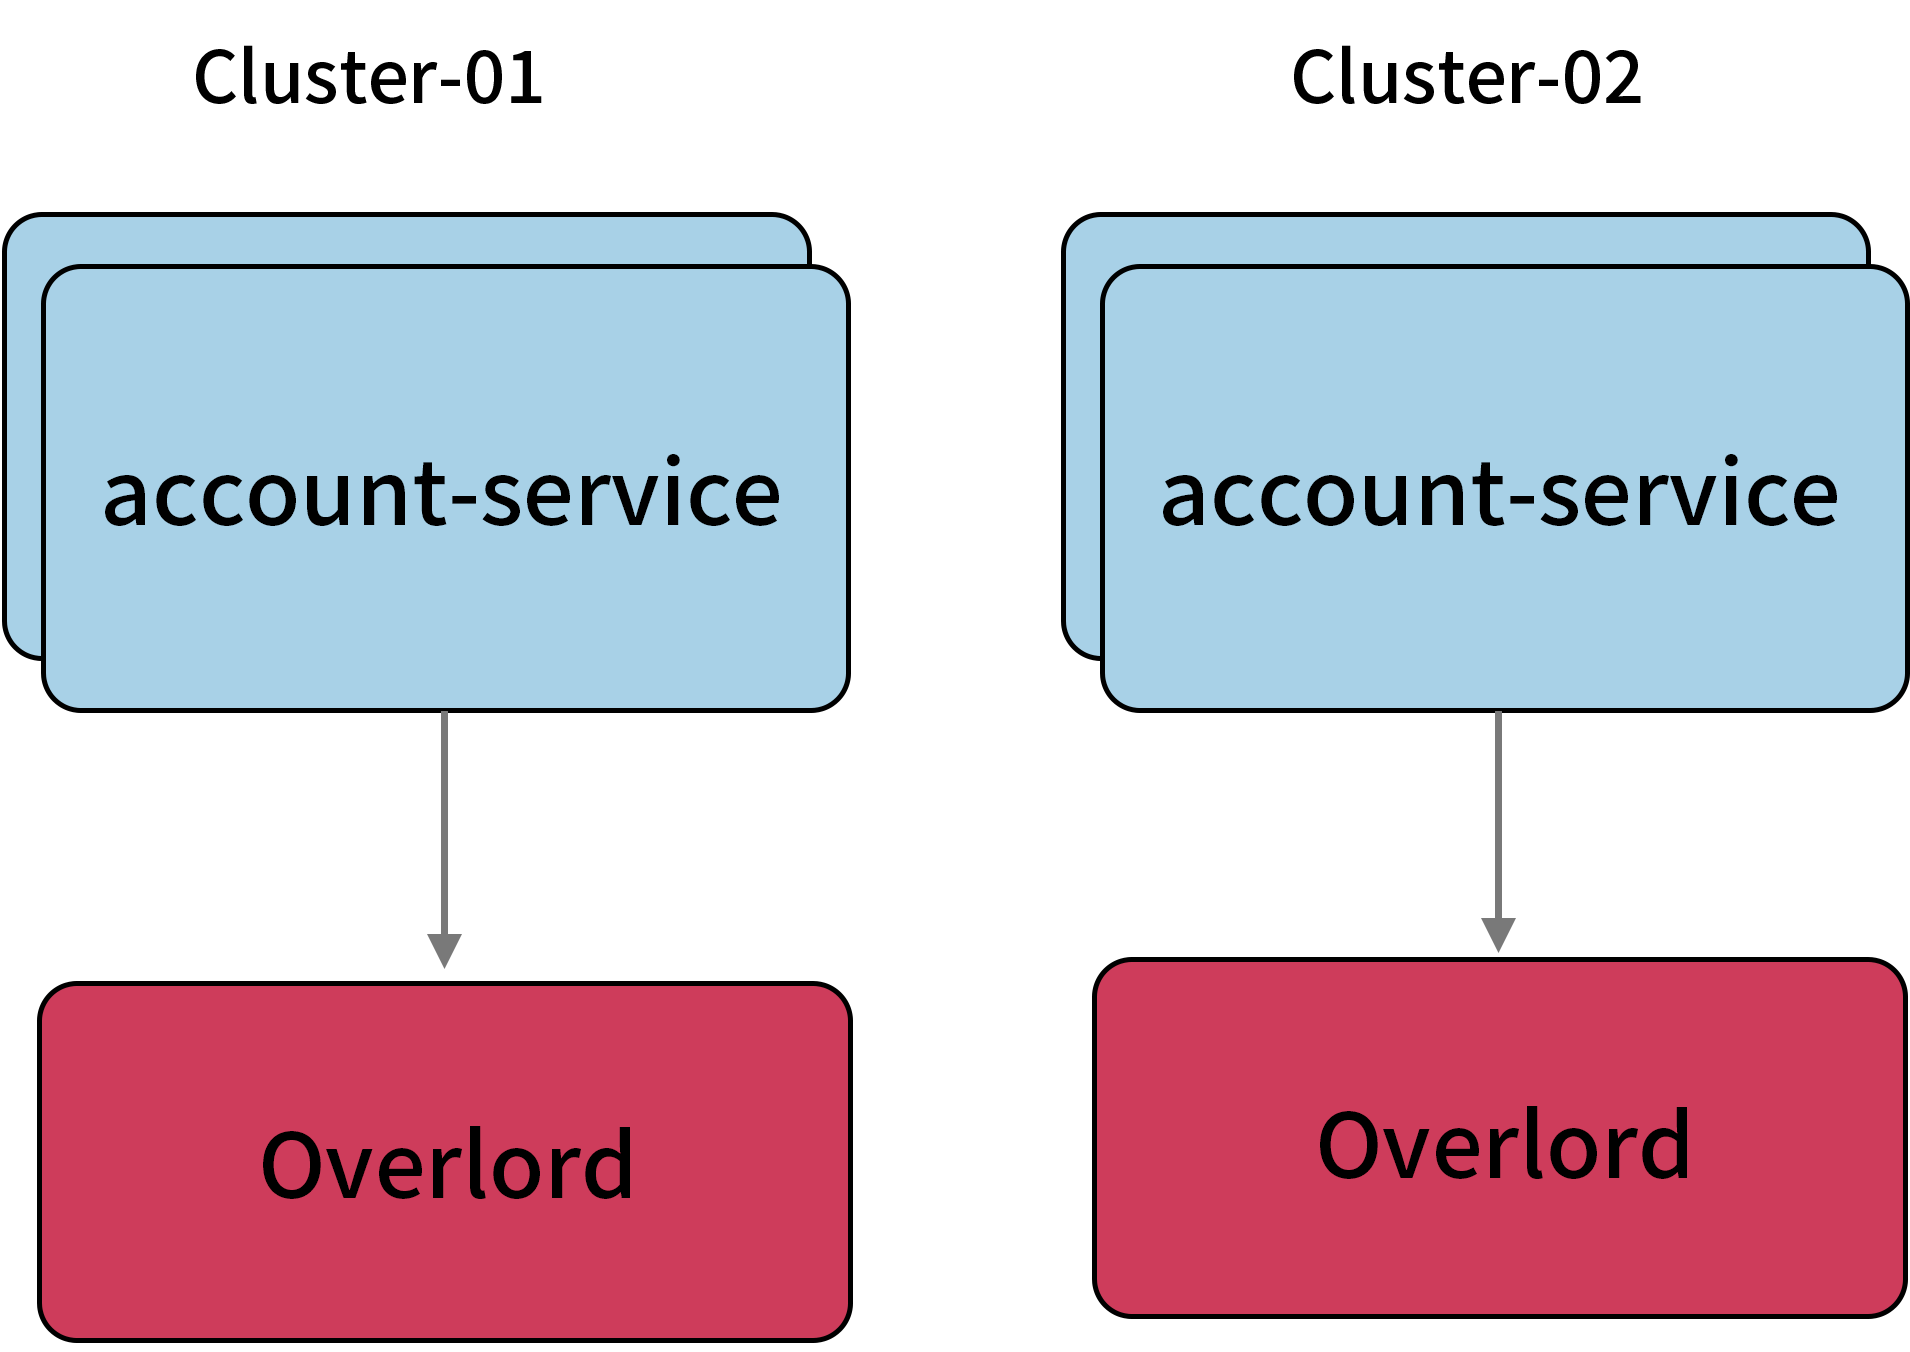 Cluster-01
Cluster-02
account-service
account-service
Overlord
Overlord